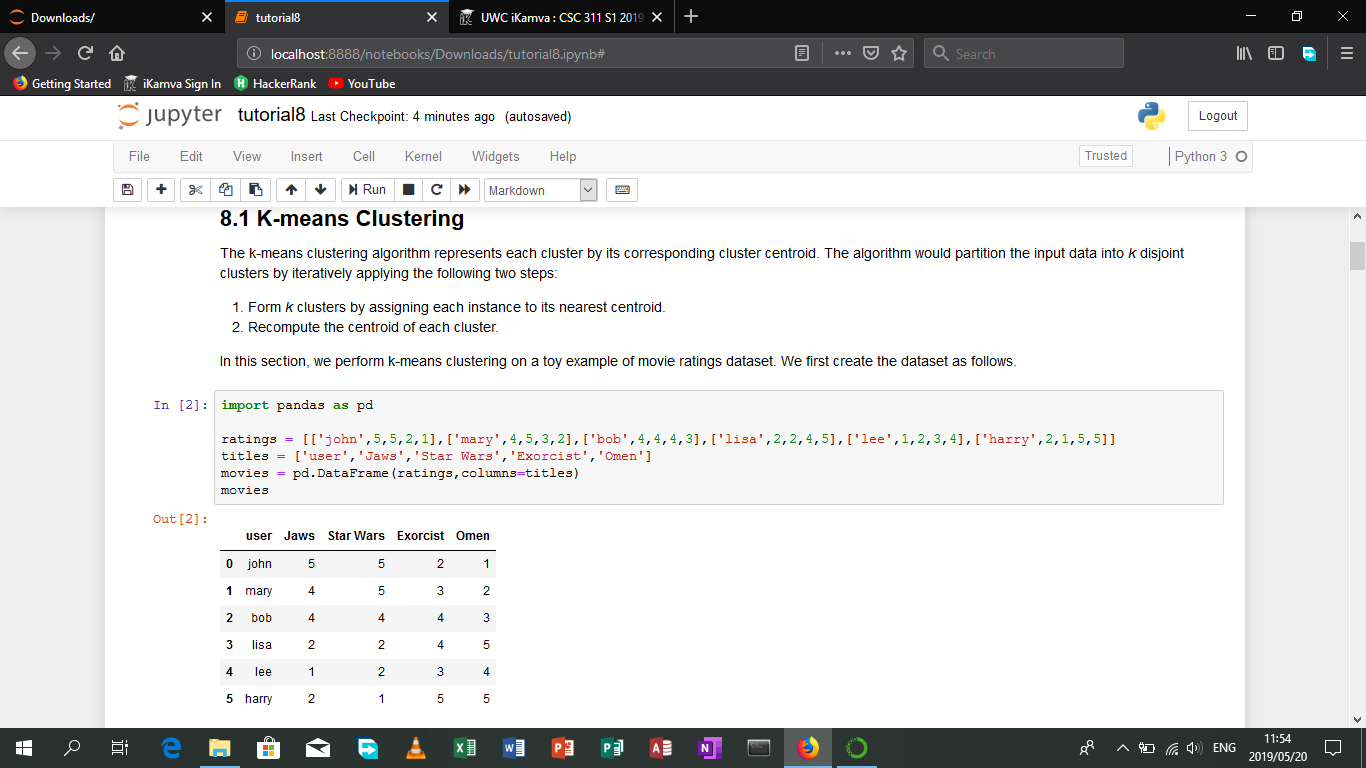 Downloads/
tutorial8
UWC iKamva : CSC 311 S1 2019
localhost:8888/notebooks/Downloads/tutorial8.ipynb#
Search
Getting Started
iKamva Sign In
HackerRank
YouTube
jupyter
tutorial8 Last Checkpoint: 4 minutes ago (autosaved)
Logout
File Edit View Insert Cell Kernel Widgets Help
Trusted
Python 3
Run
Markdown
8.1 K-means Clustering
The k-means clustering algorithm represents each cluster by its corresponding cluster centroid. The algorithm would partition the input data into k disjoint
clusters by iteratively applying the following two steps:
1. Form k clusters by assigning each instance to its nearest centroid.
2. Recompute the centroid of each cluster.
In this section, we perform k-means clustering on a toy example of movie ratings dataset. We first create the dataset as follows.
In [2]:
import pandas as pd
ratings = [['john',5,5,2,1],['mary',4,5,3,2],['bob',4,4,4,3],['lisa',2,2,4,5],['lee',1,2,3,4],['harry',2,1,5,5]]
titles = ['user','Jaws','Star Wars','Exorcist','Omen']
movies = pd.DataFrame(ratings,columns=titles)
movies
Out[2]:
user Jaws Star Wars Exorcist Omen
0 john 5 5 2 1
1 mary 4 5 3 2
2 bob 4 4 4 3
3 lisa 2 2 4 5
4 lee 1 2 3 4
5 harry 2 1 5 5
ENG
11:54
2019/05/20